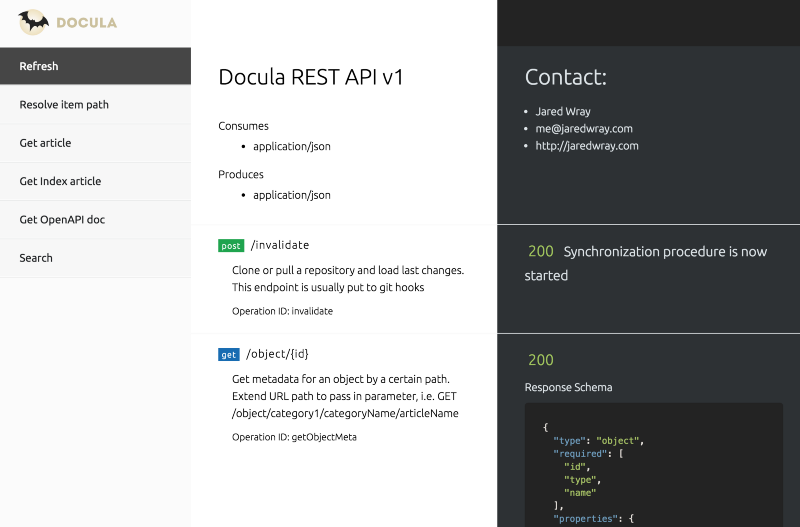 DOCULA
Refresh
Resolve item path
Get article
Get Index article
Get OpenAPI doc
Search
Docula REST API v1
Consumes
• application/json
Produces
• application/json
post /invalidate
Clone or pull a repository and load last changes.
This endpoint is usually put to git hooks
Operation ID: invalidate
get /object/{id}
Get metadata for an object by a certain path.
Extend URL path to pass in parameter, i.e. GET
/object/category1/categoryName/articleName
Operation ID: getObjectMeta
Contact:
• Jared Wray
• me@jaredwray.com
• http://jaredwray.com
200 Synchronization procedure is now
started
200
Response Schema
{
"type": "object",
"required": [
"id",
"type",
"name"
],
"properties": {